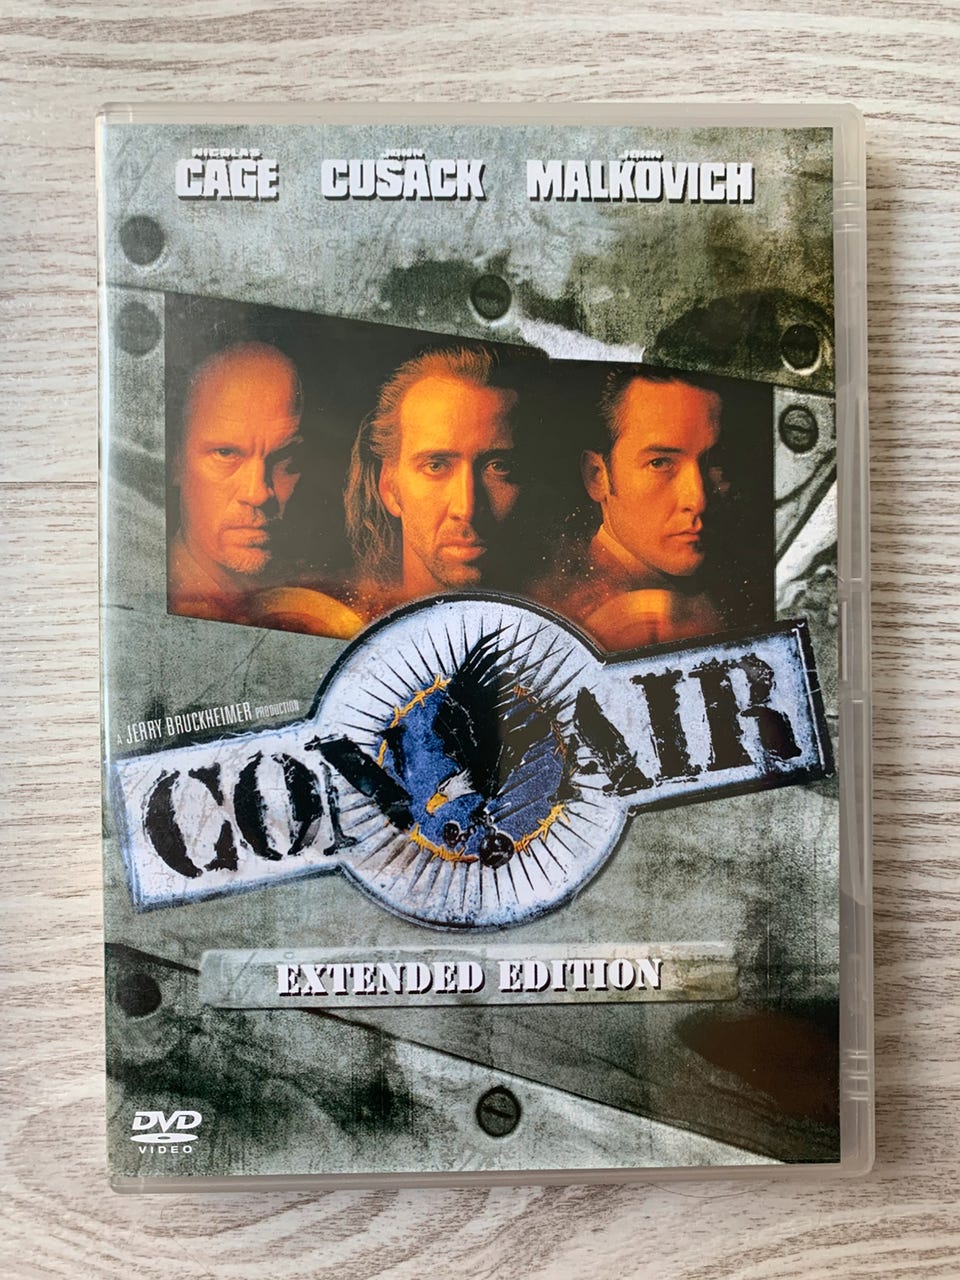 NICOLAS JOHN JOHN
CAGE CUSACK MALKOVICH
A JERRY BRUCKHEIMER PRODUCTION
CON AIR
EXTENDED EDITION
DVD
VIDEO